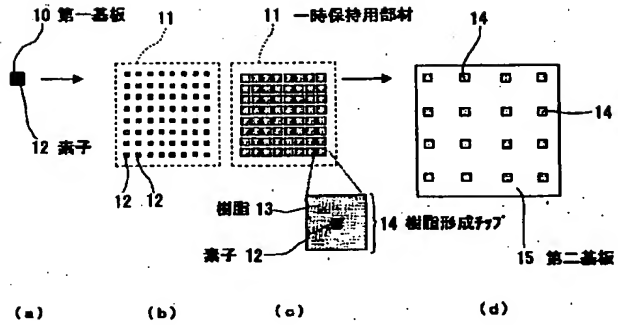 10 第一基板
12 素子
11
12 12
11 一時保持用部材
樹脂 13
素子 12
14 樹脂形成チップ
14
14
15 第二基板
(a) (b) (c) (d)